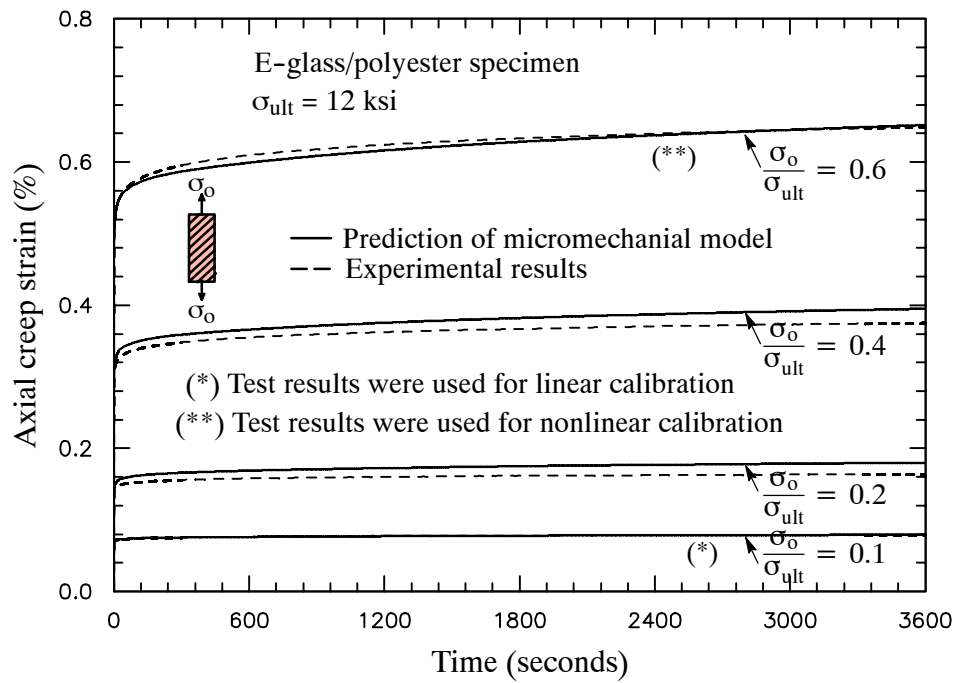 0.8
E-glass/polyester specimen
σult = 12 ksi
0.6
(**)
σo
σult = 0.6
σo
Prediction of micromechanial model
Experimental results
σo
0.4
σo
σult = 0.4
(*) Test results were used for linear calibration
(**) Test results were used for nonlinear calibration
0.2
σo
σult = 0.2
(*)
σo
σult = 0.1
0.0
Axial creep strain (%)
0 600 1200 1800 2400 3000 3600
Time (seconds)